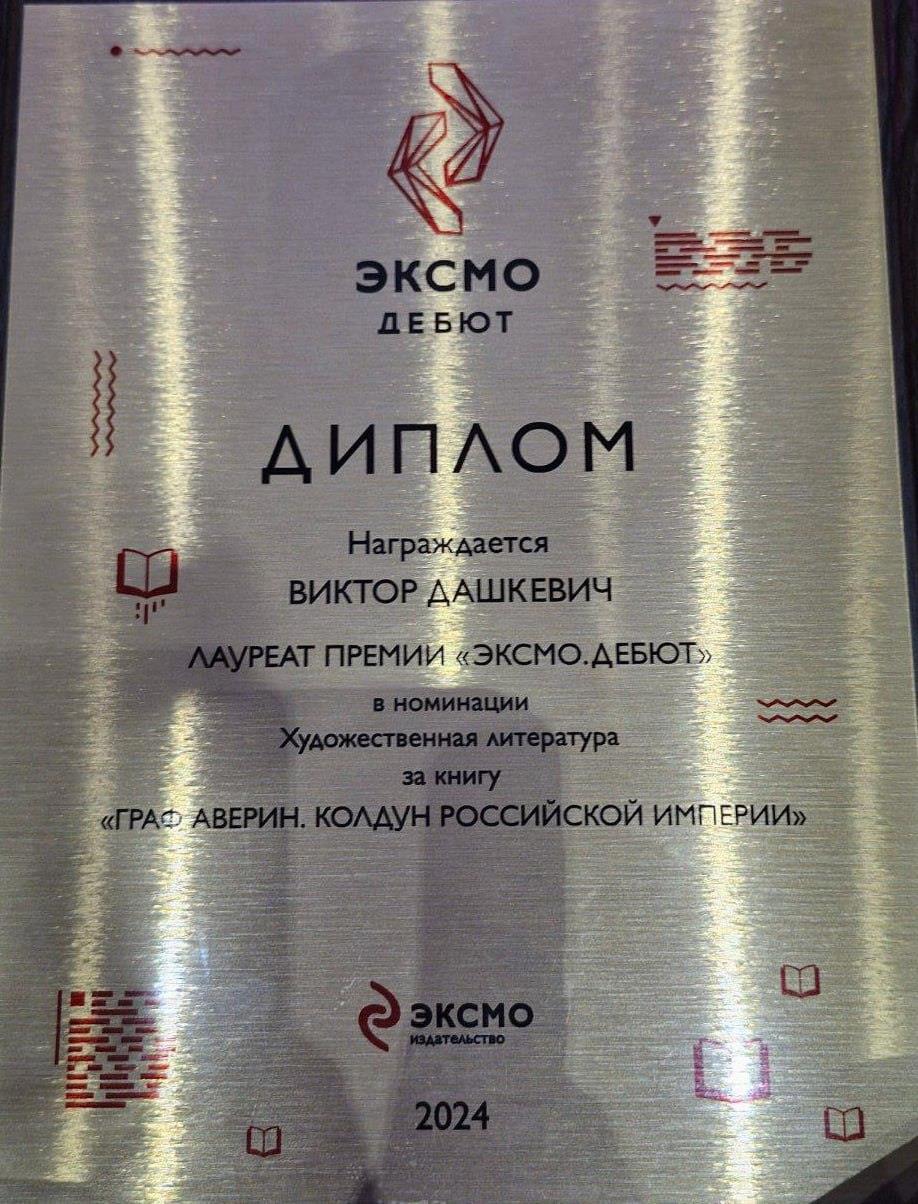 ЭКСМО
ДЕБЮТ
ДИПЛОМ
Награждается
ВИКТОР ДАШКЕВИЧ
ЛАУРЕАТ ПРЕМИИ «ЭКСМО.ДЕБЮТ»
в номинации
Художественная литература
за книгу
«ГРАФ АВЕРИН. КОЛДУН РОССИЙСКОЙ ИМПЕРИИ»
ЭКСМО
издательство
2024